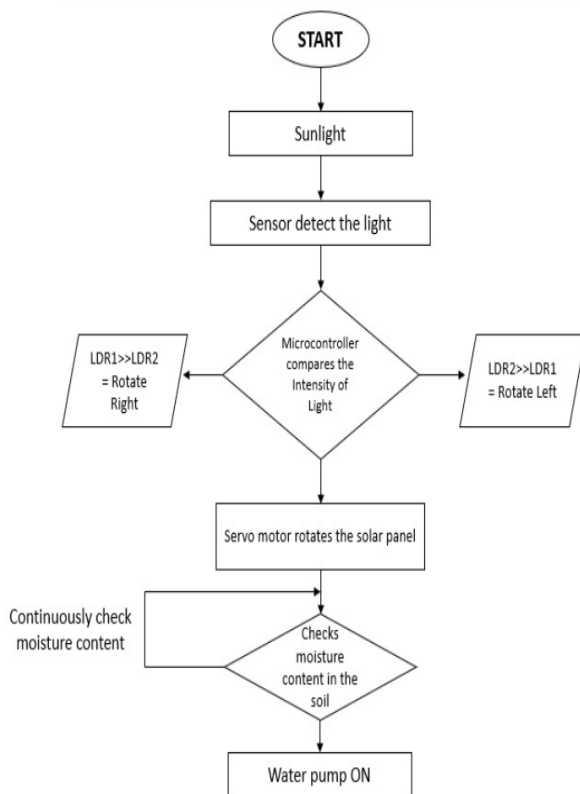 START
Sunlight
Sensor detect the light
Microcontroller
compares the
Intensity of
Light
LDR1>>LDR2
= Rotate
Right
LDR2>>LDR1
= Rotate Left
Servo motor rotates the solar panel
Continuously check
moisture content
Checks
moisture
content in the
soil
Water pump ON